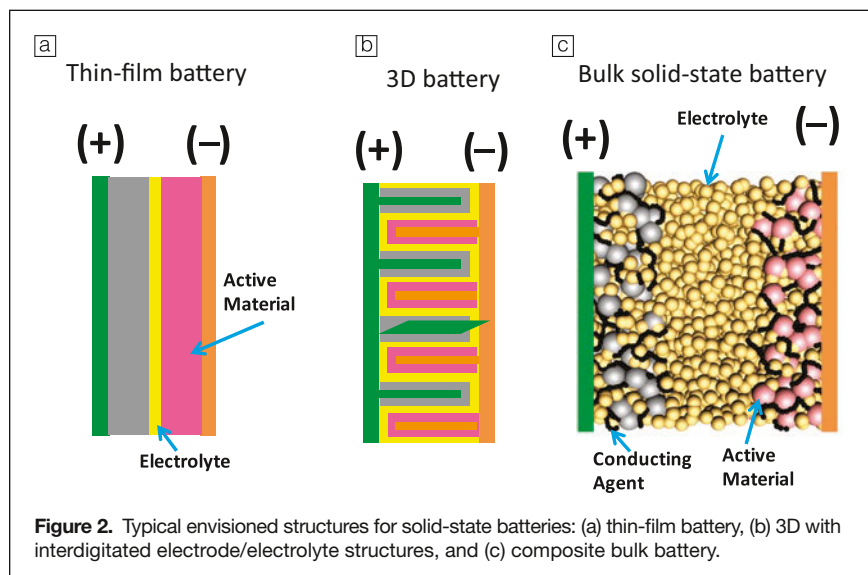 a
Thin-film battery
(+)
(–)
Active
Material
Electrolyte
b
3D battery
(+)
(–)
c
Bulk solid-state battery
Electrolyte
(+)
(–)
Conducting
Agent
Active
Material
Figure 2. Typical envisioned structures for solid-state batteries: (a) thin-film battery, (b) 3D with
interdigitated electrode/electrolyte structures, and (c) composite bulk battery.